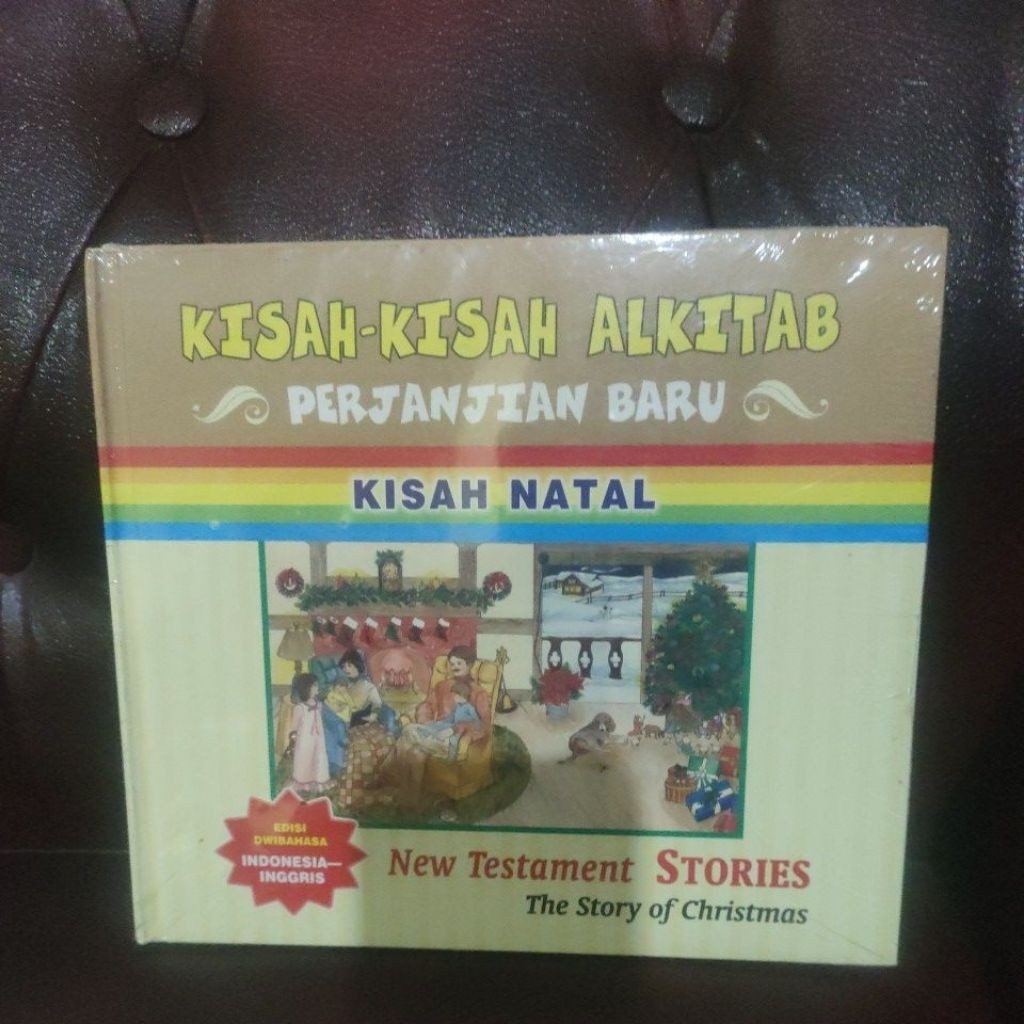 KISAH-KISAH ALKITAB
PERJANJIAN BARU
KISAH NATAL
EDISI
DWIBAHASA
INDONESIA—
INGGRIS
New Testament STORIES
The Story of Christmas